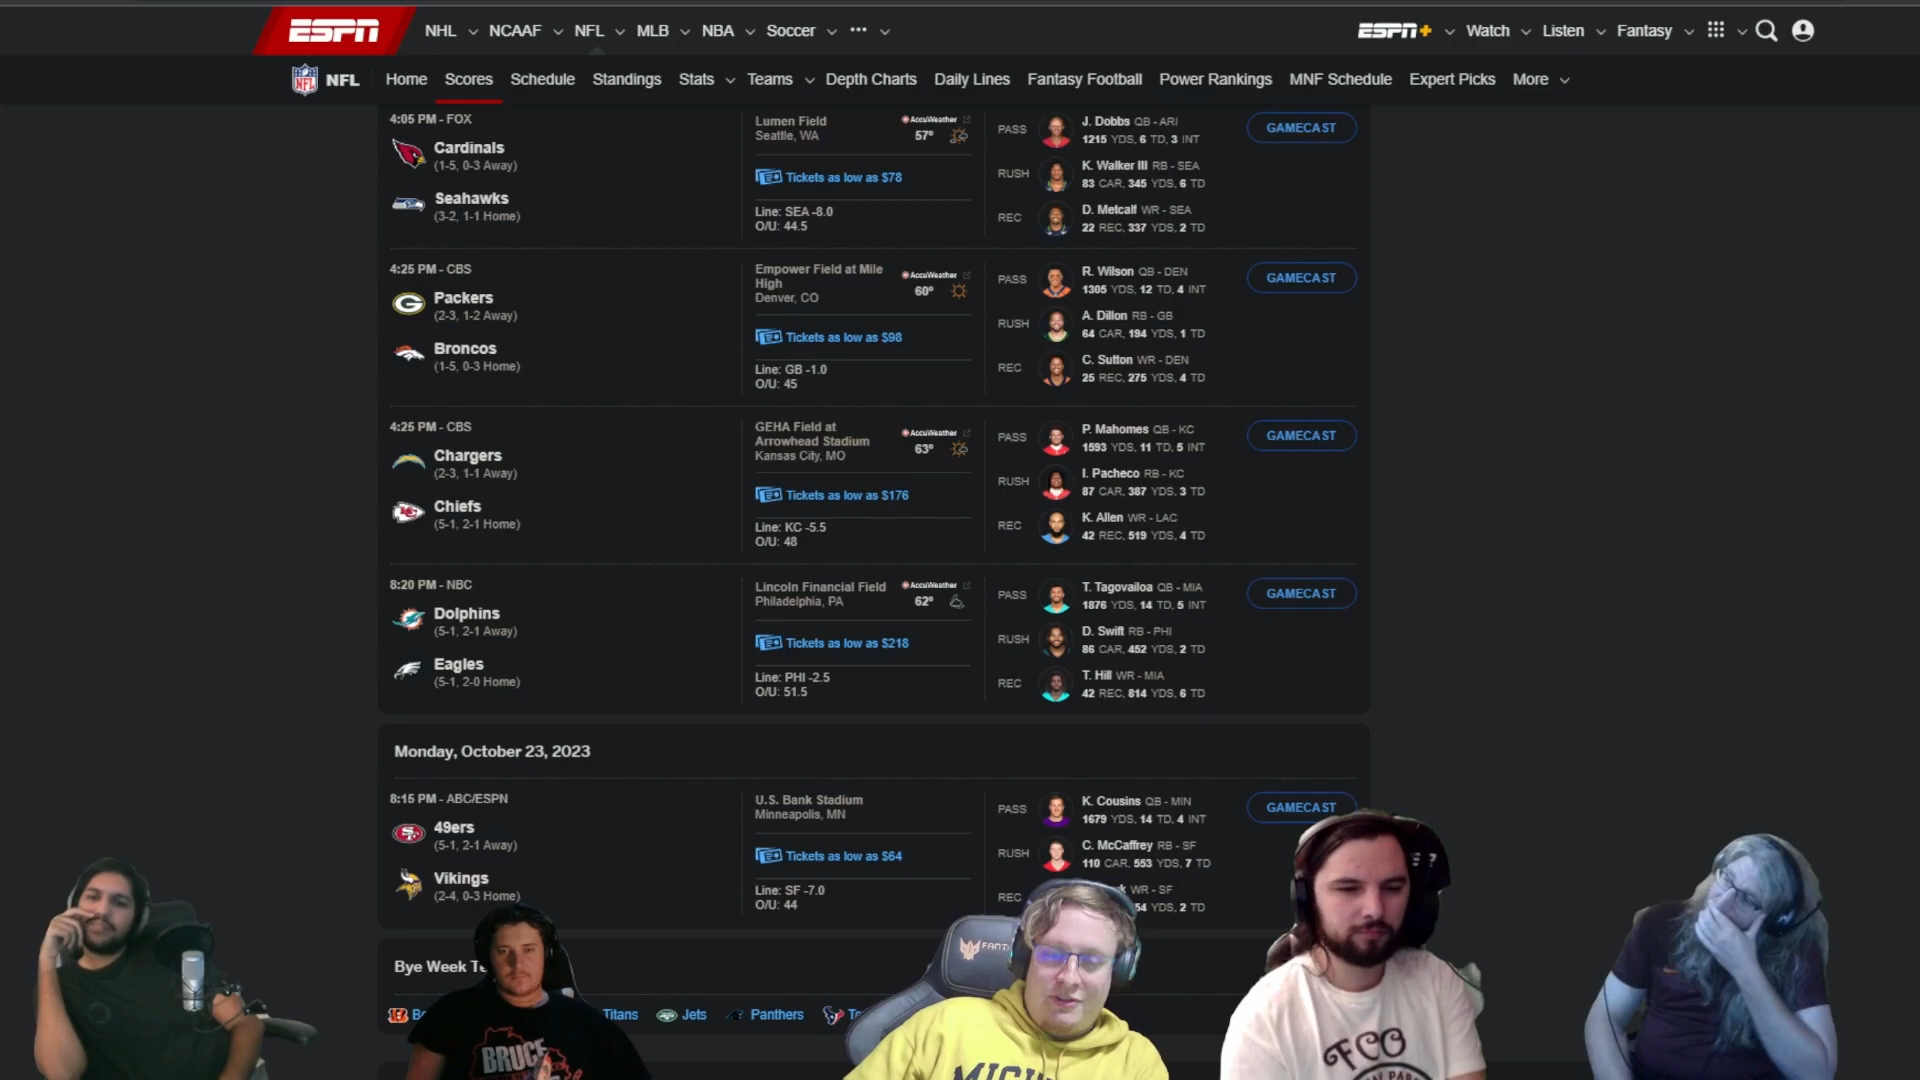 ESPN NHL NCAAF NFL MLB NBA Soccer ••• ESPN+ Watch Listen Fantasy
NFL Home Scores Schedule Standings Stats Teams Depth Charts Daily Lines Fantasy Football Power Rankings MNF Schedule Expert Picks More
4:05 PM - FOX
Cardinals
(1-5, 0-3 Away)
Seahawks
(3-2, 1-1 Home)
Lumen Field
Seattle, WA
AccuWeather
57°
Tickets as low as $78
Line: SEA -8.0
O/U: 44.5
PASS
J. Dobbs QB - ARI
1215 YDS, 6 TD, 3 INT
RUSH
K. Walker III RB - SEA
83 CAR, 345 YDS, 6 TD
REC
D. Metcalf WR - SEA
22 REC, 337 YDS, 2 TD
GAMECAST
4:25 PM - CBS
Packers
(2-3, 1-2 Away)
Broncos
(1-5, 0-3 Home)
Empower Field at Mile
High
Denver, CO
AccuWeather
60°
Tickets as low as $98
Line: GB -1.0
O/U: 45
PASS
R. Wilson QB - DEN
1305 YDS, 12 TD, 4 INT
RUSH
A. Dillon RB - GB
64 CAR, 194 YDS, 1 TD
REC
C. Sutton WR - DEN
25 REC, 275 YDS, 4 TD
GAMECAST
4:25 PM - CBS
Chargers
(2-3, 1-1 Away)
Chiefs
(5-1, 2-1 Home)
GEHA Field at
Arrowhead Stadium
Kansas City, MO
AccuWeather
63°
Tickets as low as $176
Line: KC -5.5
O/U: 48
PASS
P. Mahomes QB - KC
1593 YDS, 11 TD, 5 INT
RUSH
I. Pacheco RB - KC
87 CAR, 387 YDS, 3 TD
REC
K. Allen WR - LAC
42 REC, 519 YDS, 4 TD
GAMECAST
8:20 PM - NBC
Dolphins
(5-1, 2-1 Away)
Eagles
(5-1, 2-0 Home)
Lincoln Financial Field
Philadelphia, PA
AccuWeather
62°
Tickets as low as $218
Line: PHI -2.5
O/U: 51.5
PASS
T. Tagovailoa QB - MIA
1876 YDS, 14 TD, 5 INT
RUSH
D. Swift RB - PHI
86 CAR, 452 YDS, 2 TD
REC
T. Hill WR - MIA
42 REC, 814 YDS, 6 TD
GAMECAST
Monday, October 23, 2023
8:15 PM - ABC/ESPN
49ers
(5-1, 2-1 Away)
Vikings
(2-4, 0-3 Home)
U.S. Bank Stadium
Minneapolis, MN
Tickets as low as $64
Line: SF -7.0
O/U: 44
PASS
K. Cousins QB - MIN
1679 YDS, 14 TD, 4 INT
RUSH
C. McCaffrey RB - SF
110 CAR, 553 YDS, 7 TD
REC
WR - SF
54 YDS, 2 TD
GAMECAST
Bye Week
Titans Jets Panthers
BRUCE
FCO